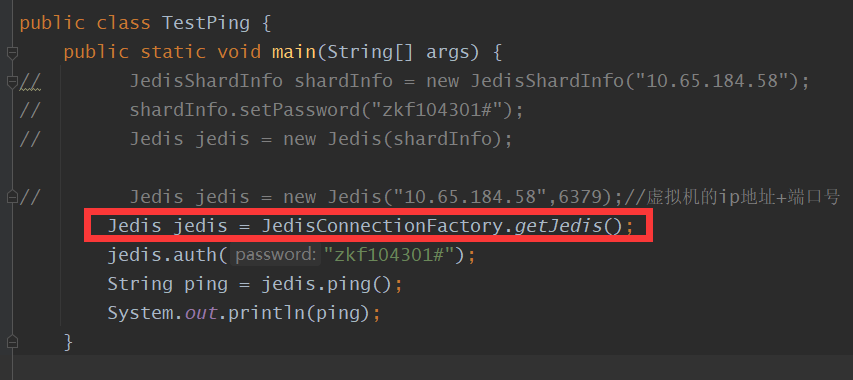 public class TestPing {
public static void main(String[] args) {
// JedisShardInfo shardInfo = new JedisShardInfo("10.65.184.58");
// shardInfo.setPassword("zkf104301#");
// Jedis jedis = new Jedis(shardInfo);
// Jedis jedis = new Jedis("10.65.184.58",6379);//虚拟机的ip地址+端口号
Jedis jedis = JedisConnectionFactory.getJedis();
jedis.auth( password: "zkf104301#");
String ping = jedis.ping();
System.out.println(ping);
}